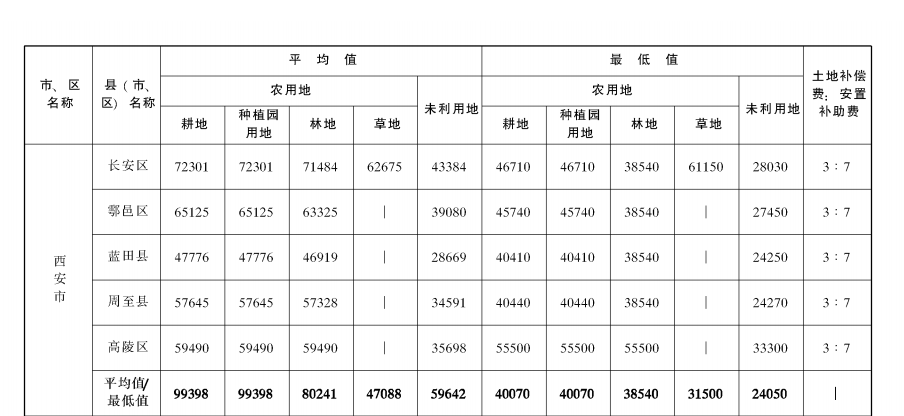 市、区 县(市、 平 均 值 最 低 值 土地补偿
名称 区) 名称 农用地 未利用地 农用地 未利用地 费:安置
耕地 种植园 林地 草地 耕地 种植园 林地 草地 补助费
用地 用地
西安市 长安区 72301 72301 71484 62675 43384 46710 46710 38540 61150 28030 3:7
鄠邑区 65125 65125 63325 | 39080 45740 45740 38540 | 27450 3:7
蓝田县 47776 47776 46919 | 28669 40410 40410 38540 | 24250 3:7
周至县 57645 57645 57328 | 34591 40440 40440 38540 | 24270 3:7
高陵区 59490 59490 59490 | 35698 55500 55500 55500 | 33300 3:7
平均值/
最低值 99398 99398 80241 47088 59642 40070 40070 38540 31500 24050 |